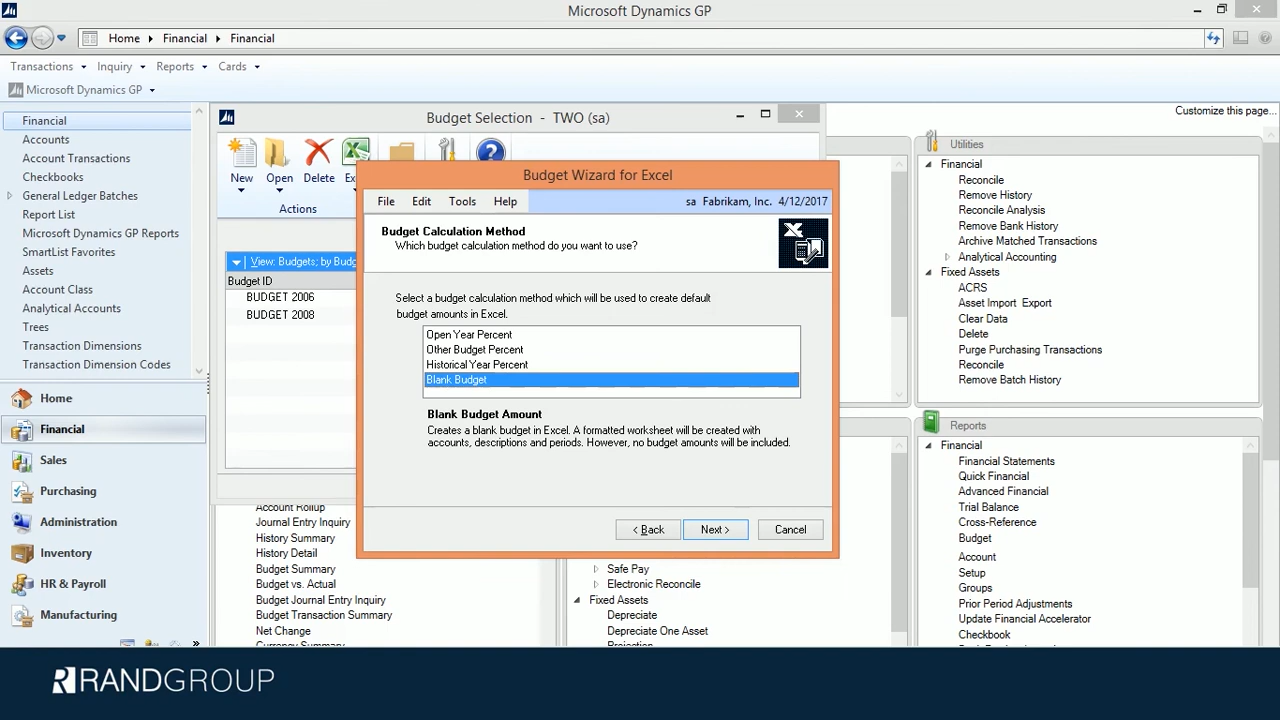 Microsoft Dynamics GP
Home Financial Financial
Transactions Inquiry Reports Cards
Microsoft Dynamics GP
Customize this page...
Financial
Accounts
Account Transactions
Checkbooks
General Ledger Batches
Report List
Microsoft Dynamics GP Reports
SmartList Favorites
Assets
Account Class
Analytical Accounts
Trees
Transaction Dimensions
Transaction Dimension Codes
Home
Financial
Sales
Purchasing
Administration
Inventory
HR & Payroll
Manufacturing
»
Budget Selection - TWO (sa)
New
Open
Delete
Actions
View: Budgets; by Budg
Budget ID
BUDGET 2006
BUDGET 2008
Budget Wizard for Excel
File Edit Tools Help
sa Fabrikam, Inc. 4/12/2017
Budget Calculation Method
Which budget calculation method do you want to use?
Select a budget calculation method which will be used to create default
budget amounts in Excel.
Open Year Percent
Other Budget Percent
Historical Year Percent
Blank Budget
Blank Budget Amount
Creates a blank budget in Excel. A formatted worksheet will be created with
accounts, descriptions and periods. However, no budget amounts will be included.
< Back
Next >
Cancel
Account Rollup
Journal Entry Inquiry
History Summary
History Detail
Budget Summary
Budget vs. Actual
Budget Journal Entry Inquiry
Budget Transaction Summary
Net Change
Currency Summary
Safe Pay
Electronic Reconcile
Fixed Assets
Depreciate
Depreciate One Asset
Projection
Utilities
Financial
Reconcile
Remove History
Reconcile Analysis
Remove Bank History
Archive Matched Transactions
Analytical Accounting
Fixed Assets
ACRS
Asset Import Export
Clear Data
Delete
Purge Purchasing Transactions
Reconcile
Remove Batch History
Reports
Financial
Financial Statements
Quick Financial
Advanced Financial
Trial Balance
Cross-Reference
Budget
Account
Setup
Groups
Prior Period Adjustments
Update Financial Accelerator
Checkbook
RANDGROUP